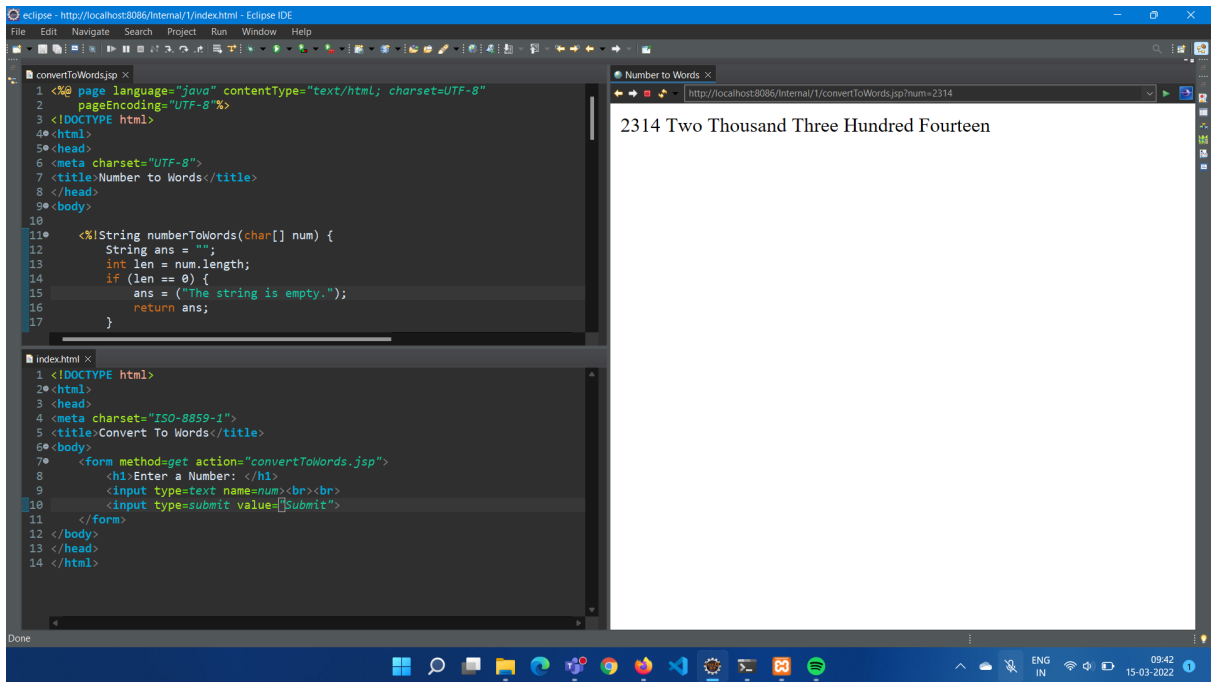 eclipse - http://localhost:8086/Internal/1/index.html - Eclipse IDE
File Edit Navigate Search Project Run Window Help
convertToWords.jsp
1 <%@ page language="java" contentType="text/html; charset=UTF-8"
2 pageEncoding="UTF-8"%>
3 <!DOCTYPE html>
4 <html>
5 <head>
6 <meta charset="UTF-8">
7 <title>Number to Words</title>
8 </head>
9 <body>
10
11 <%!String numberToWords(char[] num) {
12 String ans = "";
13 int len = num.length;
14 if (len == 0) {
15 ans = ("The string is empty.");
16 return ans;
17 }
index.html
1 <!DOCTYPE html>
2 <html>
3 <head>
4 <meta charset="ISO-8859-1">
5 <title>Convert To Words</title>
6 <body>
7 <form method=get action="convertToWords.jsp">
8 <h1>Enter a Number: </h1>
9 <input type=text name=num><br><br>
10 <input type=submit value="Submit">
11 </form>
12 </body>
13 </head>
14 </html>
Number to Words
http://localhost:8086/Internal/1/convertToWords.jsp?num=2314
2314 Two Thousand Three Hundred Fourteen
Done
ENG
IN
09:42
15-03-2022
1